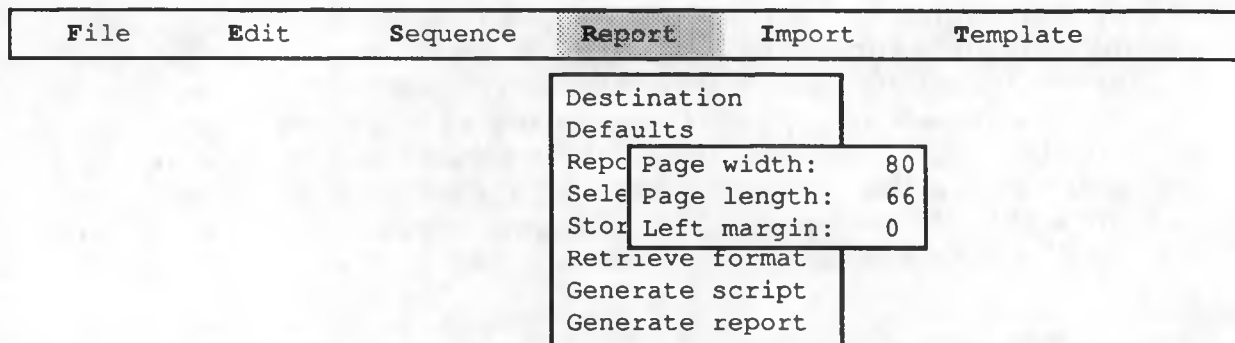 File Edit Sequence Report Import Template
Destination
Defaults
Repo
Page width: 80
Sele
Page length: 66
Stor
Left margin: 0
Retrieve format
Generate script
Generate report